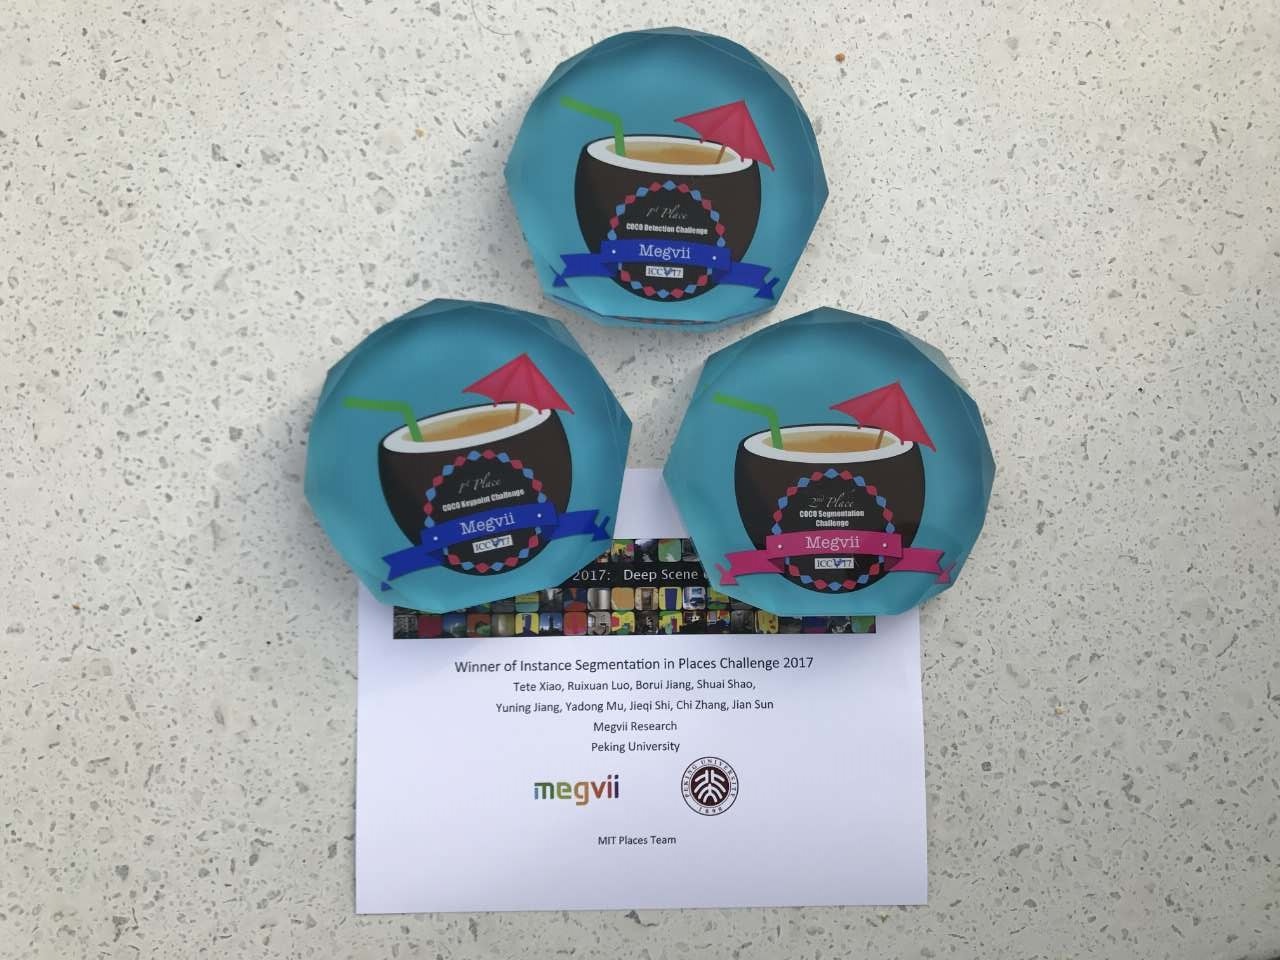 1st Place
COCO Detection Challenge
Megvii
ICCV17
1st Place
COCO Keypoint Challenge
Megvii
ICCV17
2nd Place
COCO Segmentation
Challenge
Megvii
ICCV17
2017: Deep Scene
Winner of Instance Segmentation in Places Challenge 2017
Tete Xiao, Ruixuan Luo, Borui Jiang, Shuai Shao,
Yuning Jiang, Yadong Mu, Jieqi Shi, Chi Zhang, Jian Sun
Megvii Research
Peking University
megvii
PEKING UNIVERSITY
1898
MIT Places Team